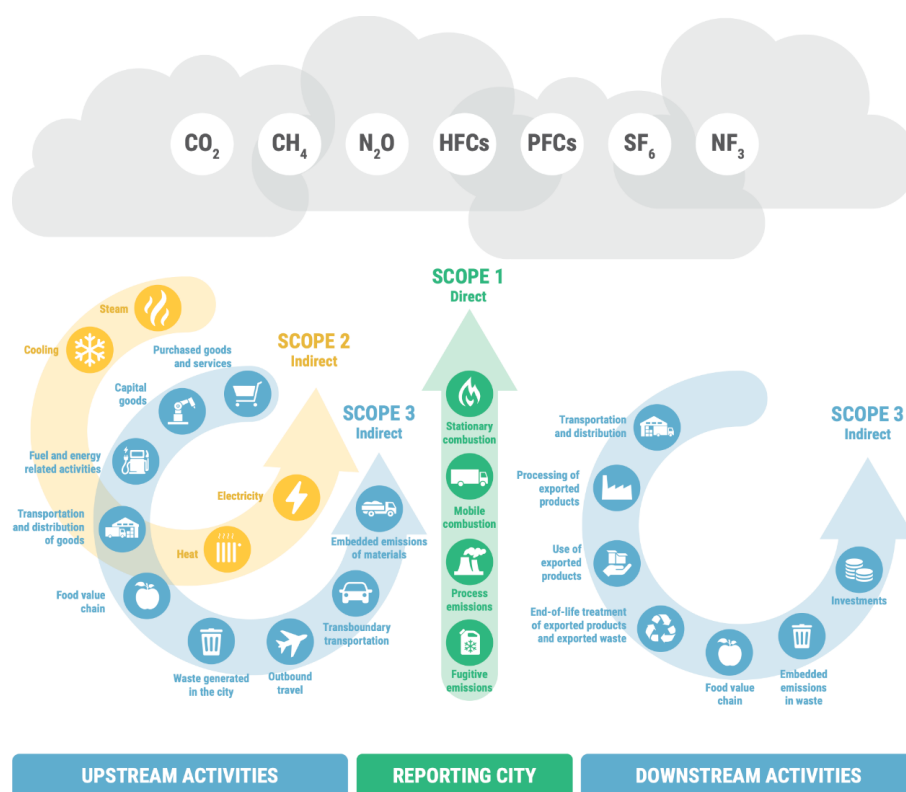 CO2
CH4
N2O
HFCs
PFCs
SF6
NF3
SCOPE 1
Direct
Steam
Cooling
SCOPE 2
Indirect
Purchased goods
and services
Capital
goods
SCOPE 3
Indirect
Fuel and energy
related activities
Electricity
Transportation
and distribution
of goods
Heat
Embedded emissions
of materials
Food value
chain
Transboundary
transportation
Waste generated
in the city
Outbound
travel
Stationary
combustion
Mobile
combustion
Process
emissions
Fugitive
emissions
SCOPE 3
Indirect
Transportation
and distribution
Processing of
exported
products
Use of
exported
products
End-of-life treatment
of exported products
and exported waste
Food value
chain
Embedded
emissions
in waste
Investments
UPSTREAM ACTIVITIES
REPORTING CITY
DOWNSTREAM ACTIVITIES